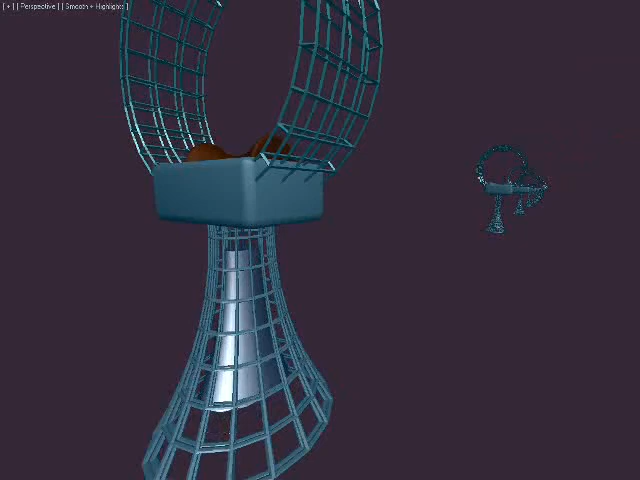 [ + ] [ Perspective ] [ Smooth + Highlights ]